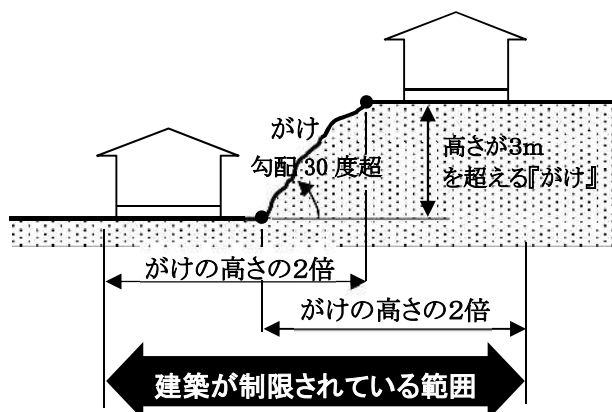 がけ
勾配 30 度超
高さが3m
を超える『がけ』
がけの高さの2倍
がけの高さの2倍
建築が制限されている範囲